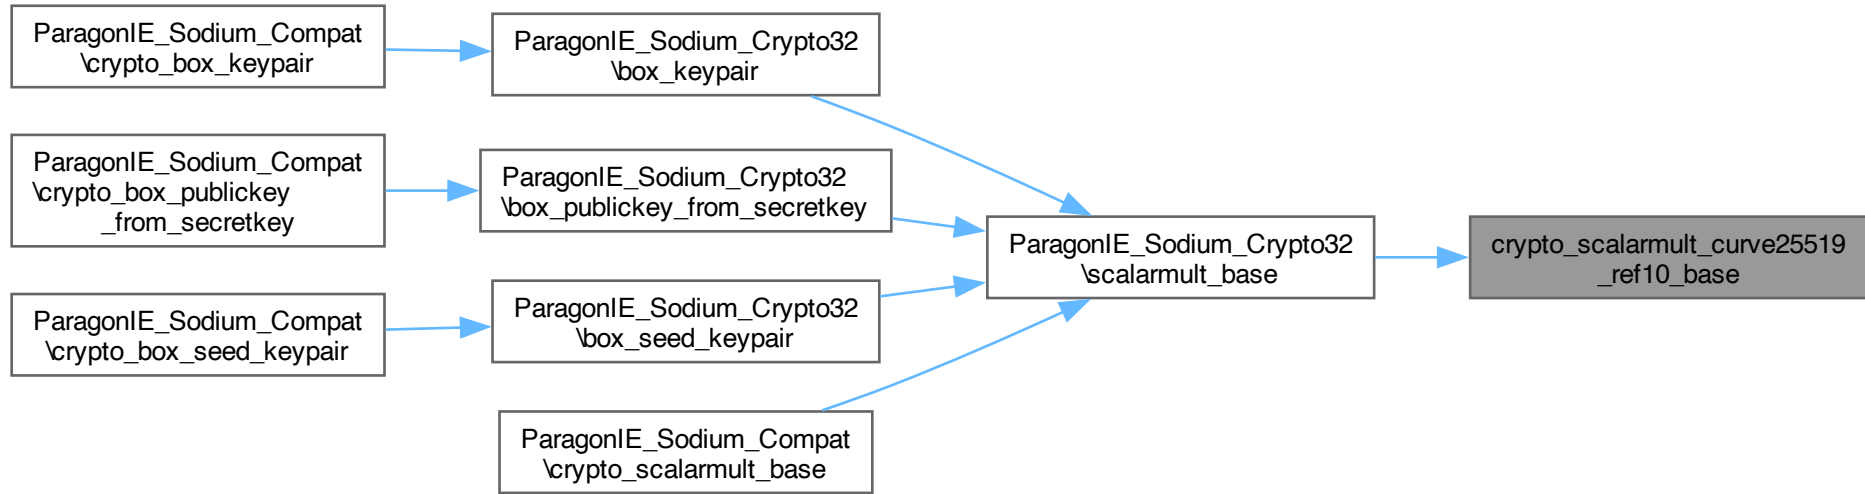 ParagonIE_Sodium_Compat
\crypto_box_keypair
ParagonIE_Sodium_Crypto32
\box_keypair
ParagonIE_Sodium_Compat
\crypto_box_publickey
_from_secretkey
ParagonIE_Sodium_Crypto32
\box_publickey_from_secretkey
ParagonIE_Sodium_Crypto32
\scalarmult_base
crypto_scalarmult_curve25519
_ref10_base
ParagonIE_Sodium_Compat
\crypto_box_seed_keypair
ParagonIE_Sodium_Crypto32
\box_seed_keypair
ParagonIE_Sodium_Compat
\crypto_scalarmult_base